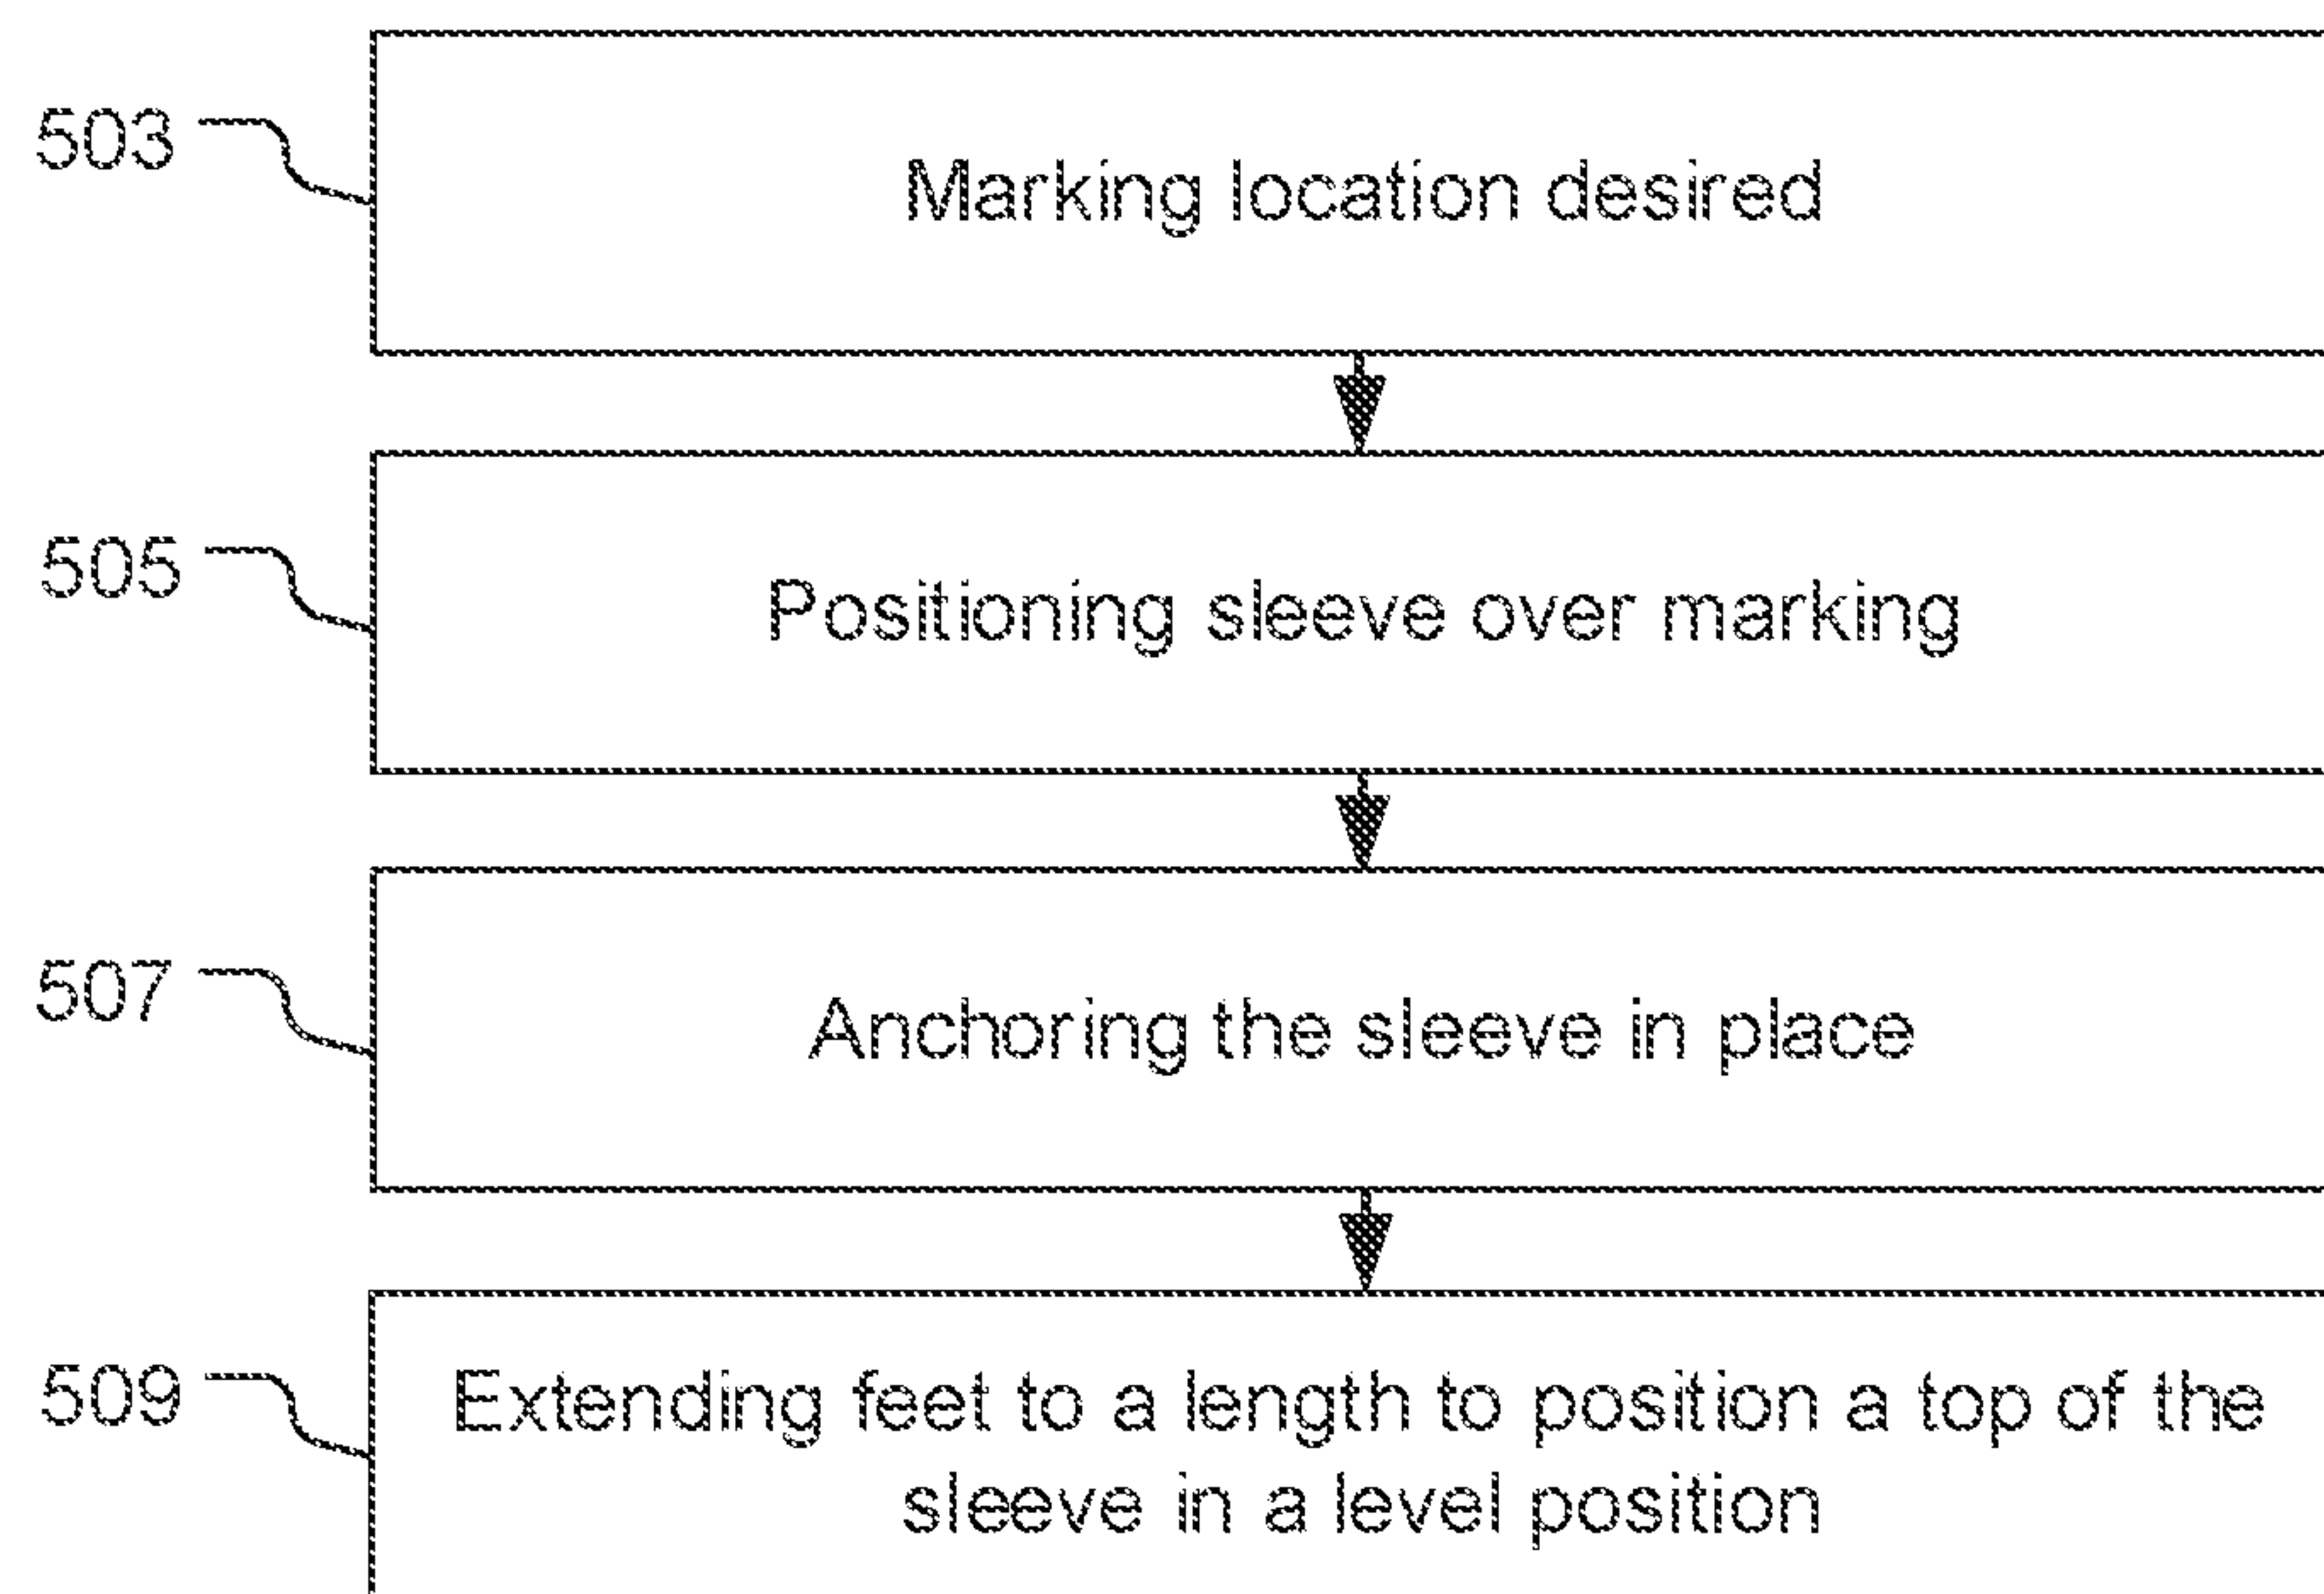 503
Marking location desired
505
Positioning sleeve over marking
507
Anchoring the sleeve in place
509
Extending feet to a length to position a top of the
sleeve in a level position